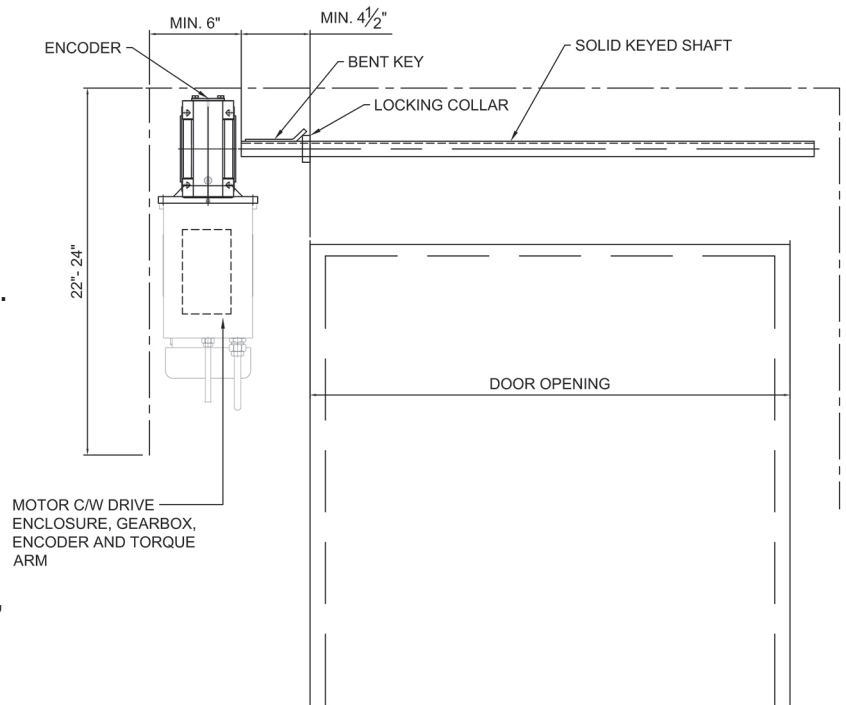 MIN. 6"
MIN. 4½"
ENCODER
BENT KEY
SOLID KEYED SHAFT
LOCKING COLLAR
22"- 24"
DOOR OPENING
MOTOR C/W DRIVE
ENCLOSURE, GEARBOX,
ENCODER AND TORQUE
ARM